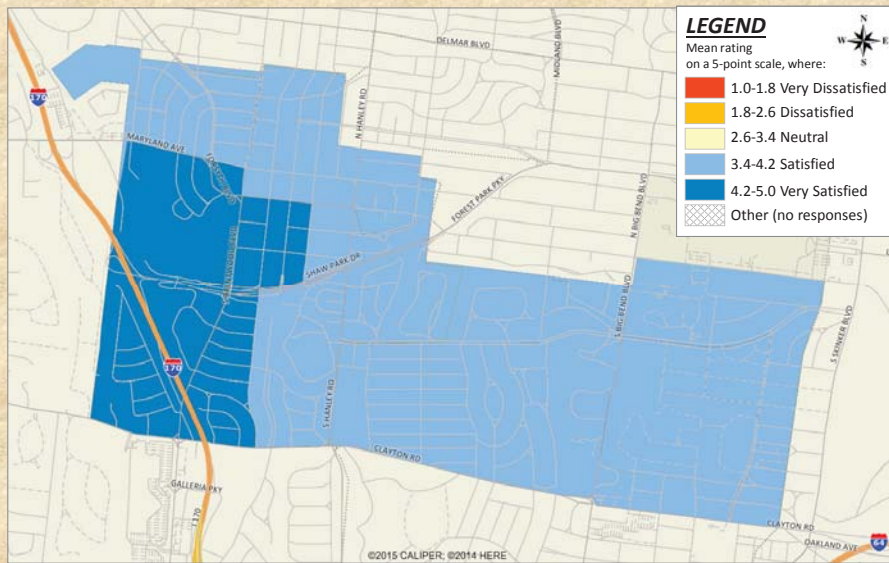 LEGEND
Mean rating
on a 5-point scale, where:
1.0-1.8 Very Dissatisfied
1.8-2.6 Dissatisfied
2.6-3.4 Neutral
3.4-4.2 Satisfied
4.2-5.0 Very Satisfied
Other (no responses)
N
W
E
S
DELMAR BLVD
MIDLAND BLVD
170
N HANLEY RD
MARYLAND AVE
FOREST PARK PKY
N BIG BEND BLVD
SHAW PARK DR
S BIG BEND BLVD
S SKINKER BLVD
170
S HANLEY RD
CLAYTON RD
GALLERIA PKY
I 170
CLAYTON RD
OAKLAND AVE
64
©2015 CALIPER; ©2014 HERE